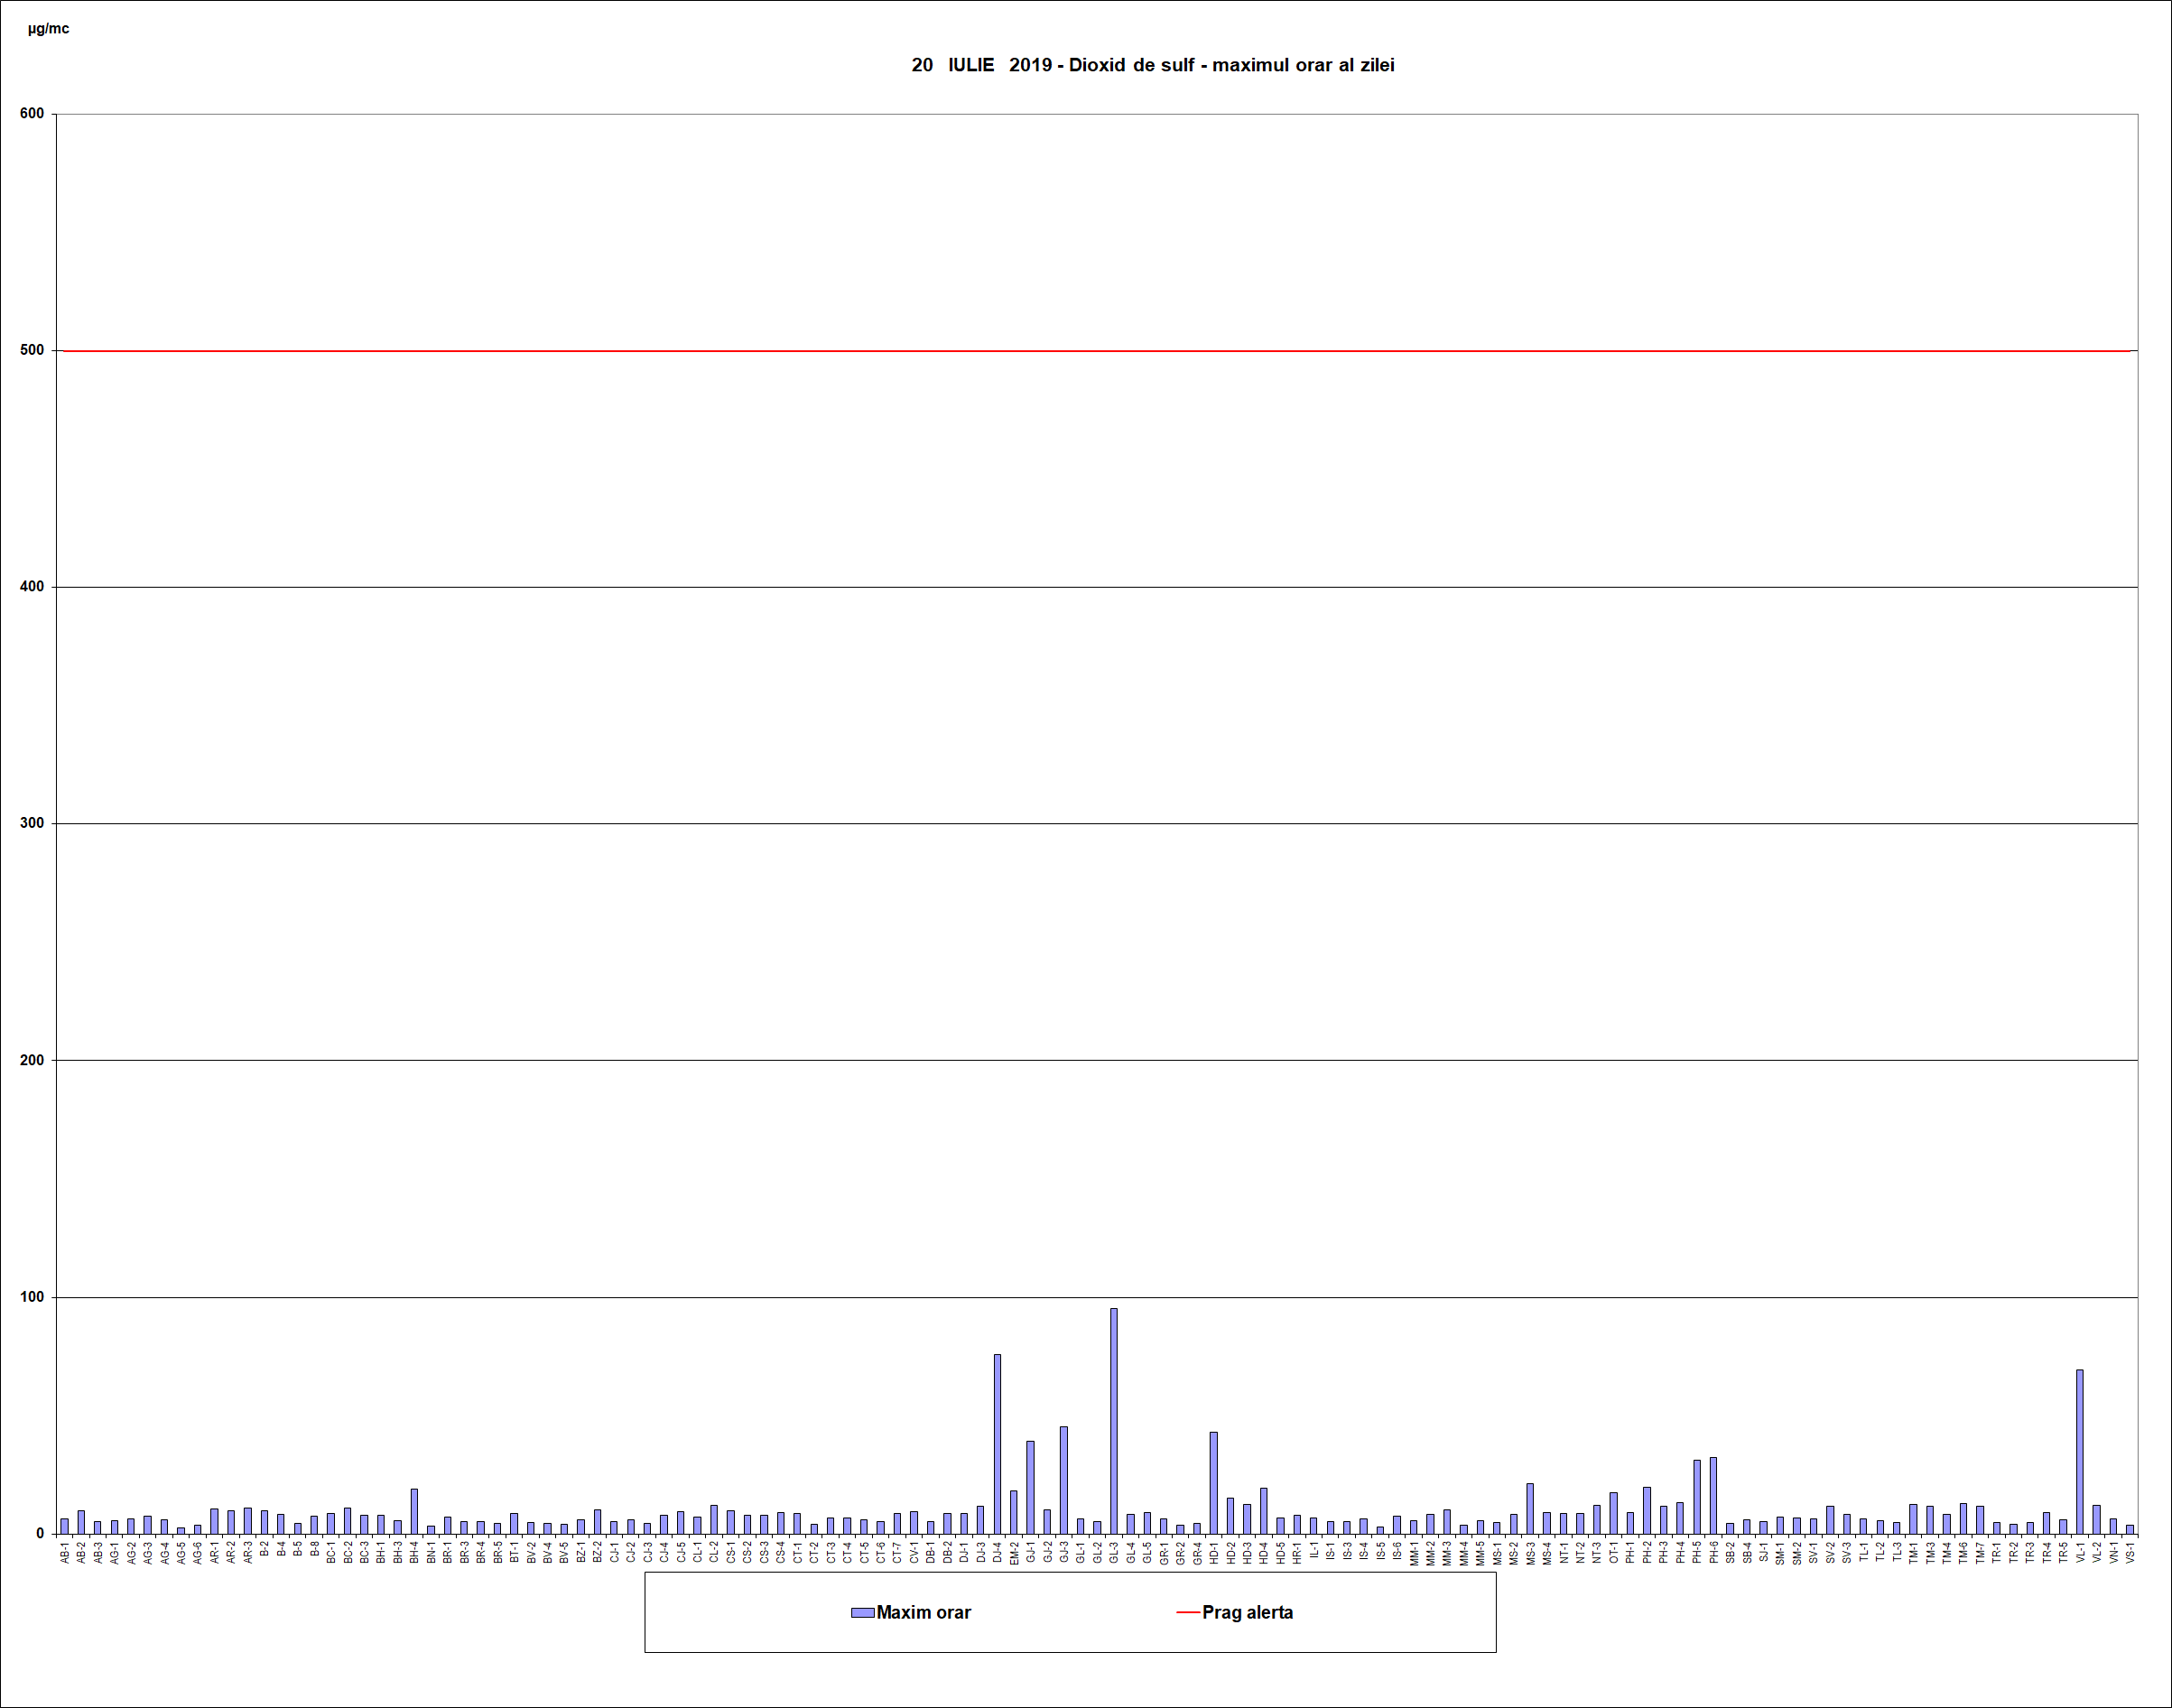 µg/mc
20 IULIE 2019 - Dioxid de sulf - maximul orar al zilei
600
500
400
300
200
100
0
AB-1 AB-2 AB-3 AG-1 AG-2 AG-3 AG-4 AG-5 AG-6 AR-1 AR-2 AR-3 B-2 B-4 B-5 B-8 BC-1 BC-2 BC-3 BH-1 BH-3 BH-4 BN-1 BR-1 BR-3 BR-4 BR-5 BT-1 BV-2 BV-4 BV-5 BZ-1 BZ-2 CJ-1 CJ-2 CJ-3 CJ-4 CJ-5 CL-1 CL-2 CS-1 CS-2 CS-3 CS-4 CT-1 CT-2 CT-3 CT-4 CT-5 CT-6 CT-7 CV-1 DB-1 DB-2 DJ-1 DJ-3 DJ-4 EM-2 GJ-1 GJ-2 GJ-3 GL-1 GL-2 GL-3 GL-4 GL-5 GR-1 GR-2 GR-4 HD-1 HD-2 HD-3 HD-4 HD-5 HR-1 IL-1 IS-1 IS-3 IS-4 IS-5 IS-6 MM-1 MM-2 MM-3 MM-4 MM-5 MS-1 MS-2 MS-3 MS-4 NT-1 NT-2 NT-3 OT-1 PH-1 PH-2 PH-3 PH-4 PH-5 PH-6 SB-2 SB-4 SJ-1 SM-1 SM-2 SV-1 SV-2 SV-3 TL-1 TL-2 TL-3 TM-1 TM-3 TM-4 TM-6 TM-7 TR-1 TR-2 TR-3 TR-4 TR-5 VL-1 VL-2 VN-1 VS-1
Maxim orar Prag alerta